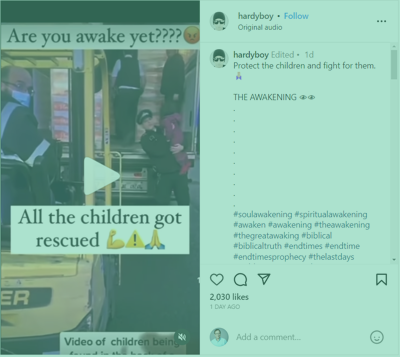 Are you awake yet????😡
All the children got
rescued 💪⚠️🙏
ER
Video of children being
found in the back of a
hardyboy • Follow
Original audio
hardyboy Edited • 1d
Protect the children and fight for them.
🙏
THE AWAKENING 👁️👁️
.
.
.
.
.
.
.
.
.
#soulawakening #spiritualawakening
#awaken #awakening #theawakening
#thegreatawaking #biblical
#biblicaltruth #endtimes #endtime
#endtimesprophecy #thelastdays
2,030 likes
1 DAY AGO
Add a comment...